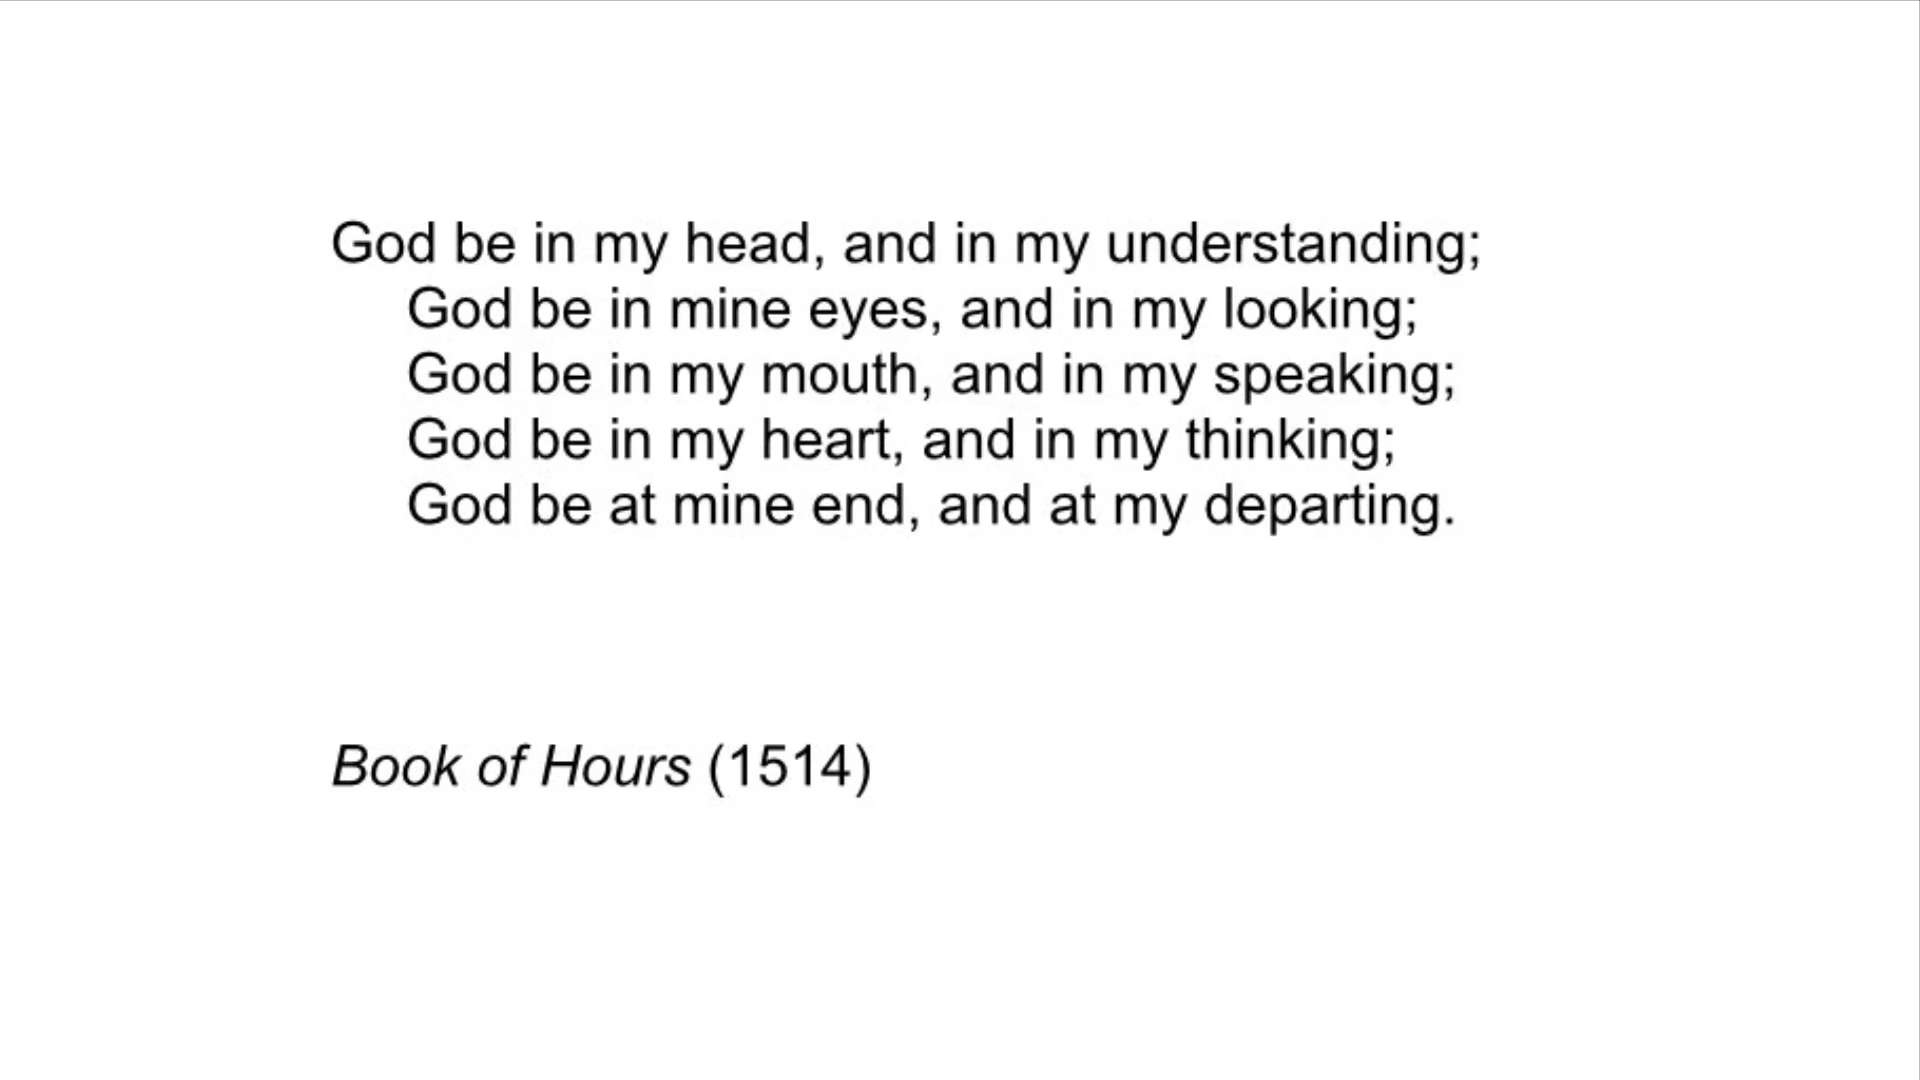 God be in my head, and in my understanding;
God be in mine eyes, and in my looking;
God be in my mouth, and in my speaking;
God be in my heart, and in my thinking;
God be at mine end, and at my departing.
Book of Hours (1514)